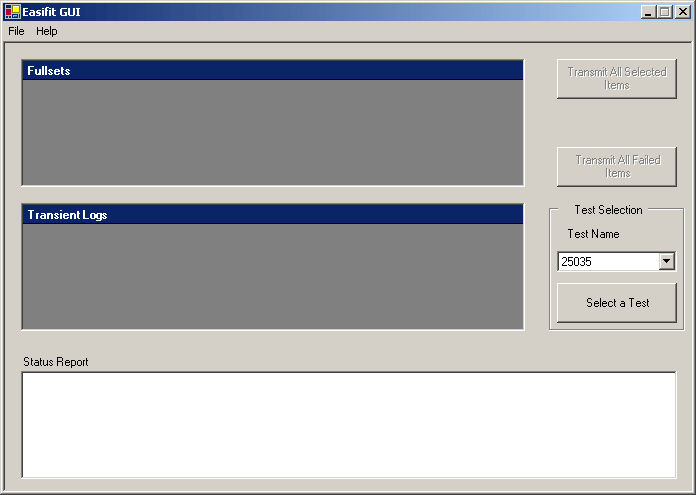 Easifit GUI
File Help
Fullsets
Transmit All Selected
Items
Transmit All Failed
Items
Transient Logs
Test Selection
Test Name
25035
Select a Test
Status Report